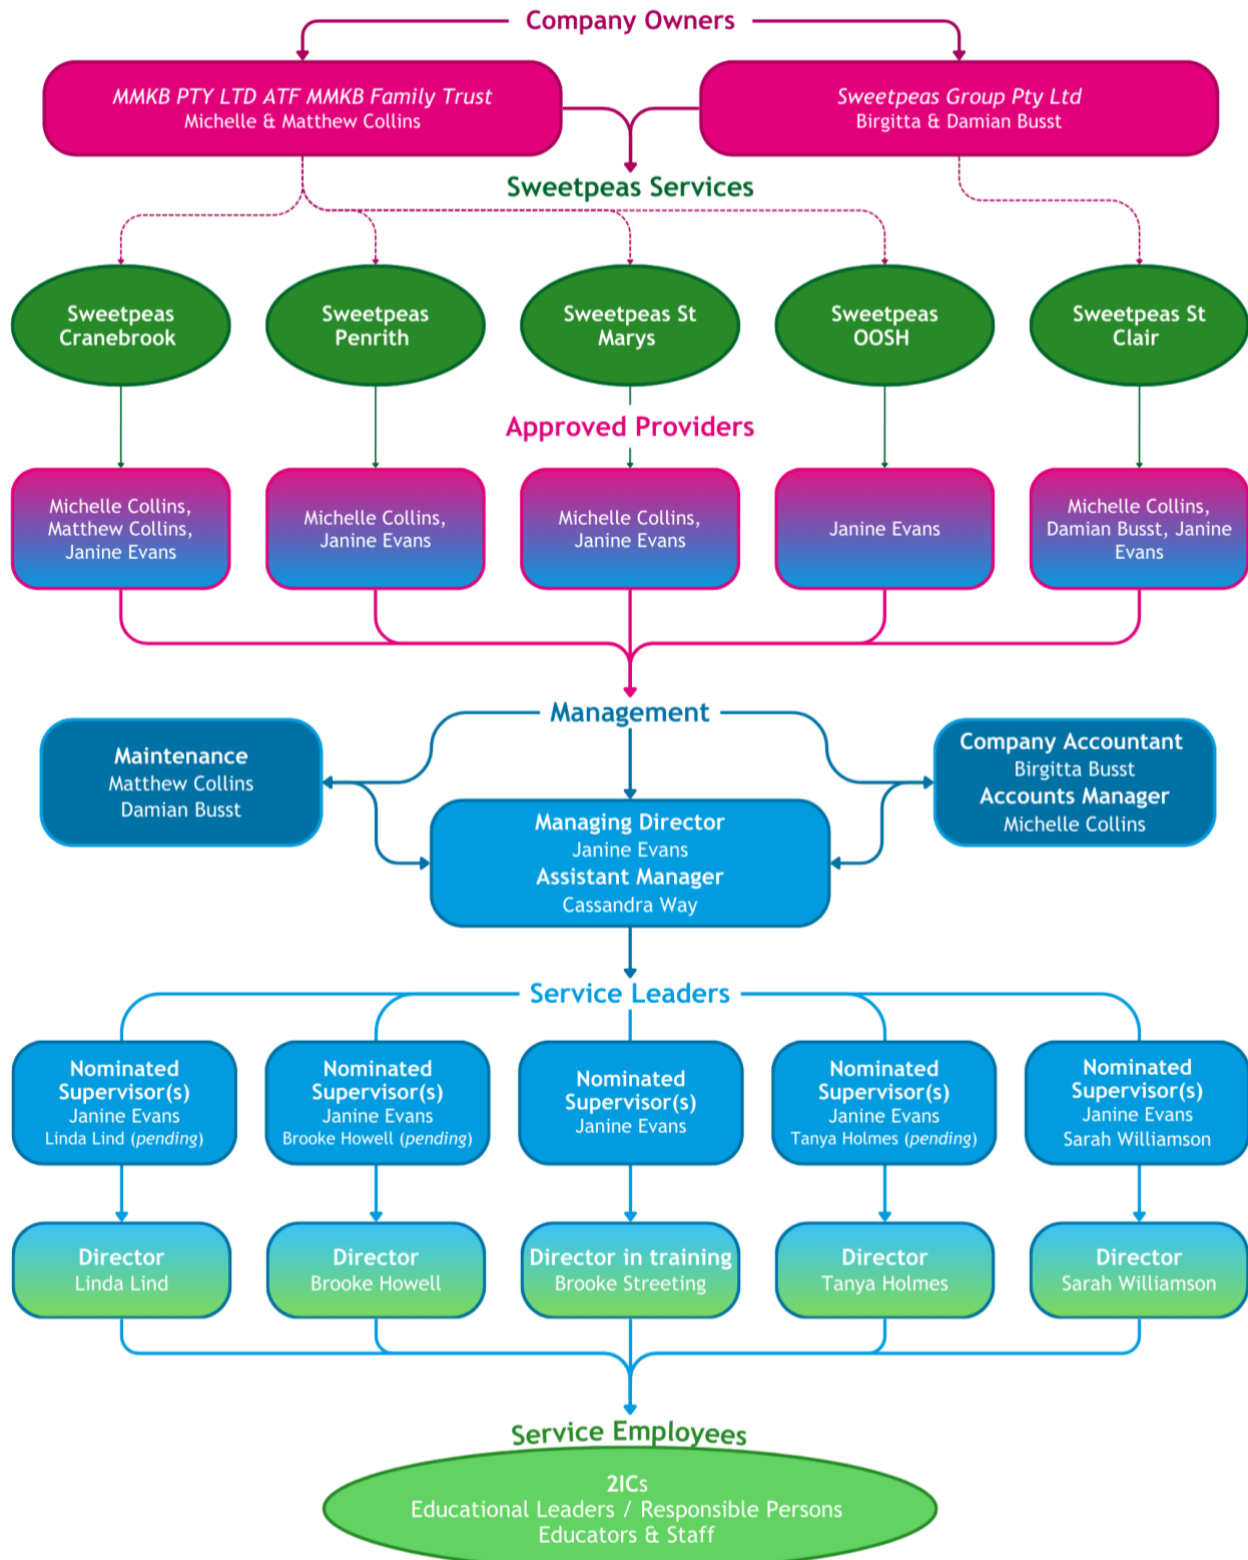 Company Owners
MMKB PTY LTD ATF MMKB Family Trust
Michelle & Matthew Collins
Sweetpeas Group Pty Ltd
Birgitta & Damian Busst
Sweetpeas Services
Sweetpeas
Cranebrook
Sweetpeas
Penrith
Sweetpeas St
Marys
Sweetpeas
OOSH
Sweetpeas St
Clair
Approved Providers
Michelle Collins,
Matthew Collins,
Janine Evans
Michelle Collins,
Janine Evans
Michelle Collins,
Janine Evans
Janine Evans
Michelle Collins,
Damian Busst, Janine
Evans
Management
Maintenance
Matthew Collins
Damian Busst
Managing Director
Janine Evans
Assistant Manager
Cassandra Way
Company Accountant
Birgitta Busst
Accounts Manager
Michelle Collins
Service Leaders
Nominated
Supervisor(s)
Janine Evans
Linda Lind (pending)
Nominated
Supervisor(s)
Janine Evans
Brooke Howell (pending)
Nominated
Supervisor(s)
Janine Evans
Nominated
Supervisor(s)
Janine Evans
Tanya Holmes (pending)
Nominated
Supervisor(s)
Janine Evans
Sarah Williamson
Director
Linda Lind
Director
Brooke Howell
Director in training
Brooke Streeting
Director
Tanya Holmes
Director
Sarah Williamson
Service Employees
2ICs
Educational Leaders / Responsible Persons
Educators & Staff